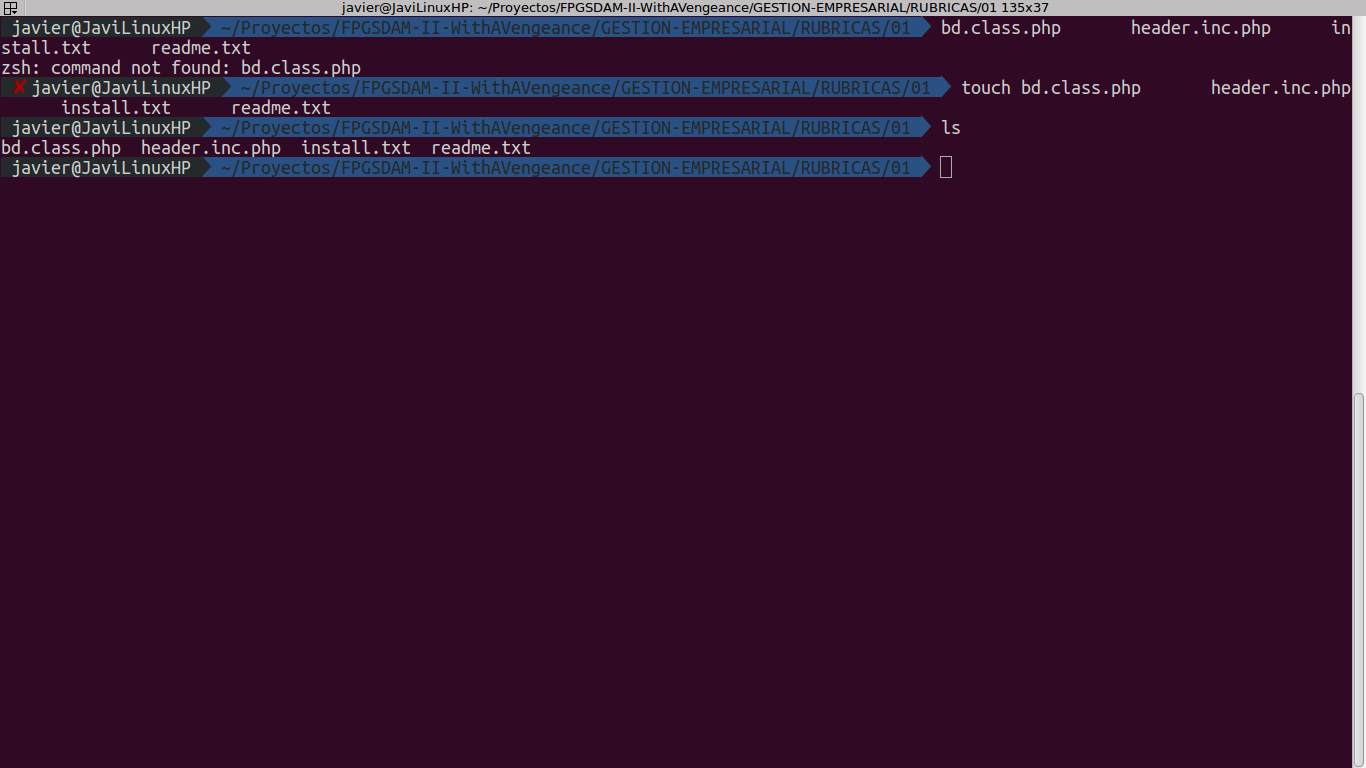 javier@JaviLinuxHP: ~/Proyectos/FPGSDAM-II-WithAVengeance/GESTION-EMPRESARIAL/RUBRICAS/01 135x37
javier@JaviLinuxHP ~/Proyectos/FPGSDAM-II-WithAVengeance/GESTION-EMPRESARIAL/RUBRICAS/01 bd.class.php header.inc.php in
stall.txt readme.txt
zsh: command not found: bd.class.php
✘ javier@JaviLinuxHP ~/Proyectos/FPGSDAM-II-WithAVengeance/GESTION-EMPRESARIAL/RUBRICAS/01 touch bd.class.php header.inc.php
install.txt readme.txt
javier@JaviLinuxHP ~/Proyectos/FPGSDAM-II-WithAVengeance/GESTION-EMPRESARIAL/RUBRICAS/01 ls
bd.class.php header.inc.php install.txt readme.txt
javier@JaviLinuxHP ~/Proyectos/FPGSDAM-II-WithAVengeance/GESTION-EMPRESARIAL/RUBRICAS/01